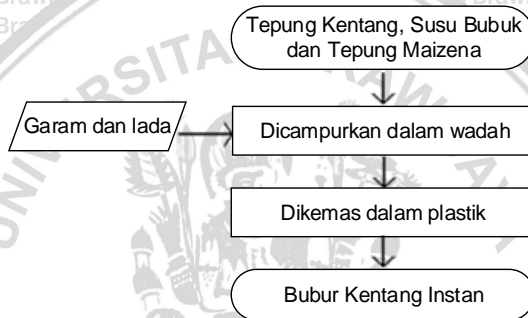 Tepung Kentang, Susu Bubuk
dan Tepung Maizena
Garam dan lada
Dicampurkan dalam wadah
Dikemas dalam plastik
Bubur Kentang Instan